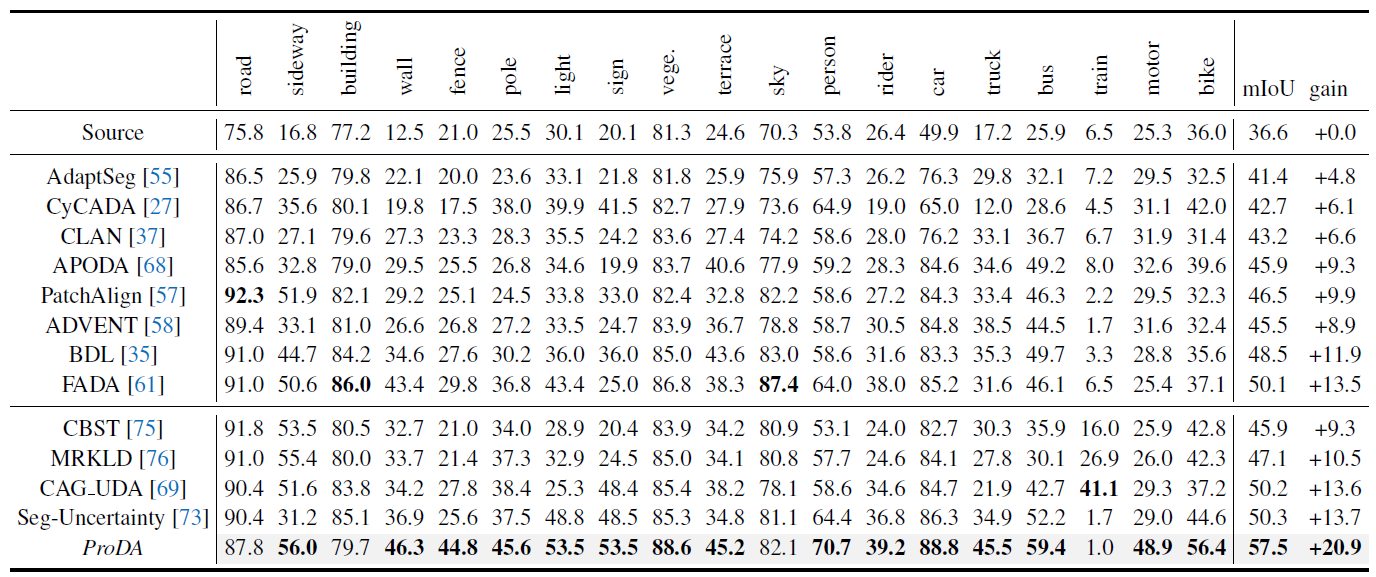 road sideway building wall fence pole light sign vege. terrace sky person rider car truck bus train motor bike mIoU gain
Source 75.8 16.8 77.2 12.5 21.0 25.5 30.1 20.1 81.3 24.6 70.3 53.8 26.4 49.9 17.2 25.9 6.5 25.3 36.0 36.6 +0.0
AdaptSeg [55] 86.5 25.9 79.8 22.1 20.0 23.6 33.1 21.8 81.8 25.9 75.9 57.3 26.2 76.3 29.8 32.1 7.2 29.5 32.5 41.4 +4.8
CyCADA [27] 86.7 35.6 80.1 19.8 17.5 38.0 39.9 41.5 82.7 27.9 73.6 64.9 19.0 65.0 12.0 28.6 4.5 31.1 42.0 42.7 +6.1
CLAN [37] 87.0 27.1 79.6 27.3 23.3 28.3 35.5 24.2 83.6 27.4 74.2 58.6 28.0 76.2 33.1 36.7 6.7 31.9 31.4 43.2 +6.6
APODA [68] 85.6 32.8 79.0 29.5 25.5 26.8 34.6 19.9 83.7 40.6 77.9 59.2 28.3 84.6 34.6 49.2 8.0 32.6 39.6 45.9 +9.3
PatchAlign [57] 92.3 51.9 82.1 29.2 25.1 24.5 33.8 33.0 82.4 32.8 82.2 58.6 27.2 84.3 33.4 46.3 2.2 29.5 32.3 46.5 +9.9
ADVENT [58] 89.4 33.1 81.0 26.6 26.8 27.2 33.5 24.7 83.9 36.7 78.8 58.7 30.5 84.8 38.5 44.5 1.7 31.6 32.4 45.5 +8.9
BDL [35] 91.0 44.7 84.2 34.6 27.6 30.2 36.0 36.0 85.0 43.6 83.0 58.6 31.6 83.3 35.3 49.7 3.3 28.8 35.6 48.5 +11.9
FADA [61] 91.0 50.6 86.0 43.4 29.8 36.8 43.4 25.0 86.8 38.3 87.4 64.0 38.0 85.2 31.6 46.1 6.5 25.4 37.1 50.1 +13.5
CBST [75] 91.8 53.5 80.5 32.7 21.0 34.0 28.9 20.4 83.9 34.2 80.9 53.1 24.0 82.7 30.3 35.9 16.0 25.9 42.8 45.9 +9.3
MRKLD [76] 91.0 55.4 80.0 33.7 21.4 37.3 32.9 24.5 85.0 34.1 80.8 57.7 24.6 84.1 27.8 30.1 26.9 26.0 42.3 47.1 +10.5
CAG_UDA [69] 90.4 51.6 83.8 34.2 27.8 38.4 25.3 48.4 85.4 38.2 78.1 58.6 34.6 84.7 21.9 42.7 41.1 29.3 37.2 50.2 +13.6
Seg-Uncertainty [73] 90.4 31.2 85.1 36.9 25.6 37.5 48.8 48.5 85.3 34.8 81.1 64.4 36.8 86.3 34.9 52.2 1.7 29.0 44.6 50.3 +13.7
ProDA 87.8 56.0 79.7 46.3 44.8 45.6 53.5 53.5 88.6 45.2 82.1 70.7 39.2 88.8 45.5 59.4 1.0 48.9 56.4 57.5 +20.9